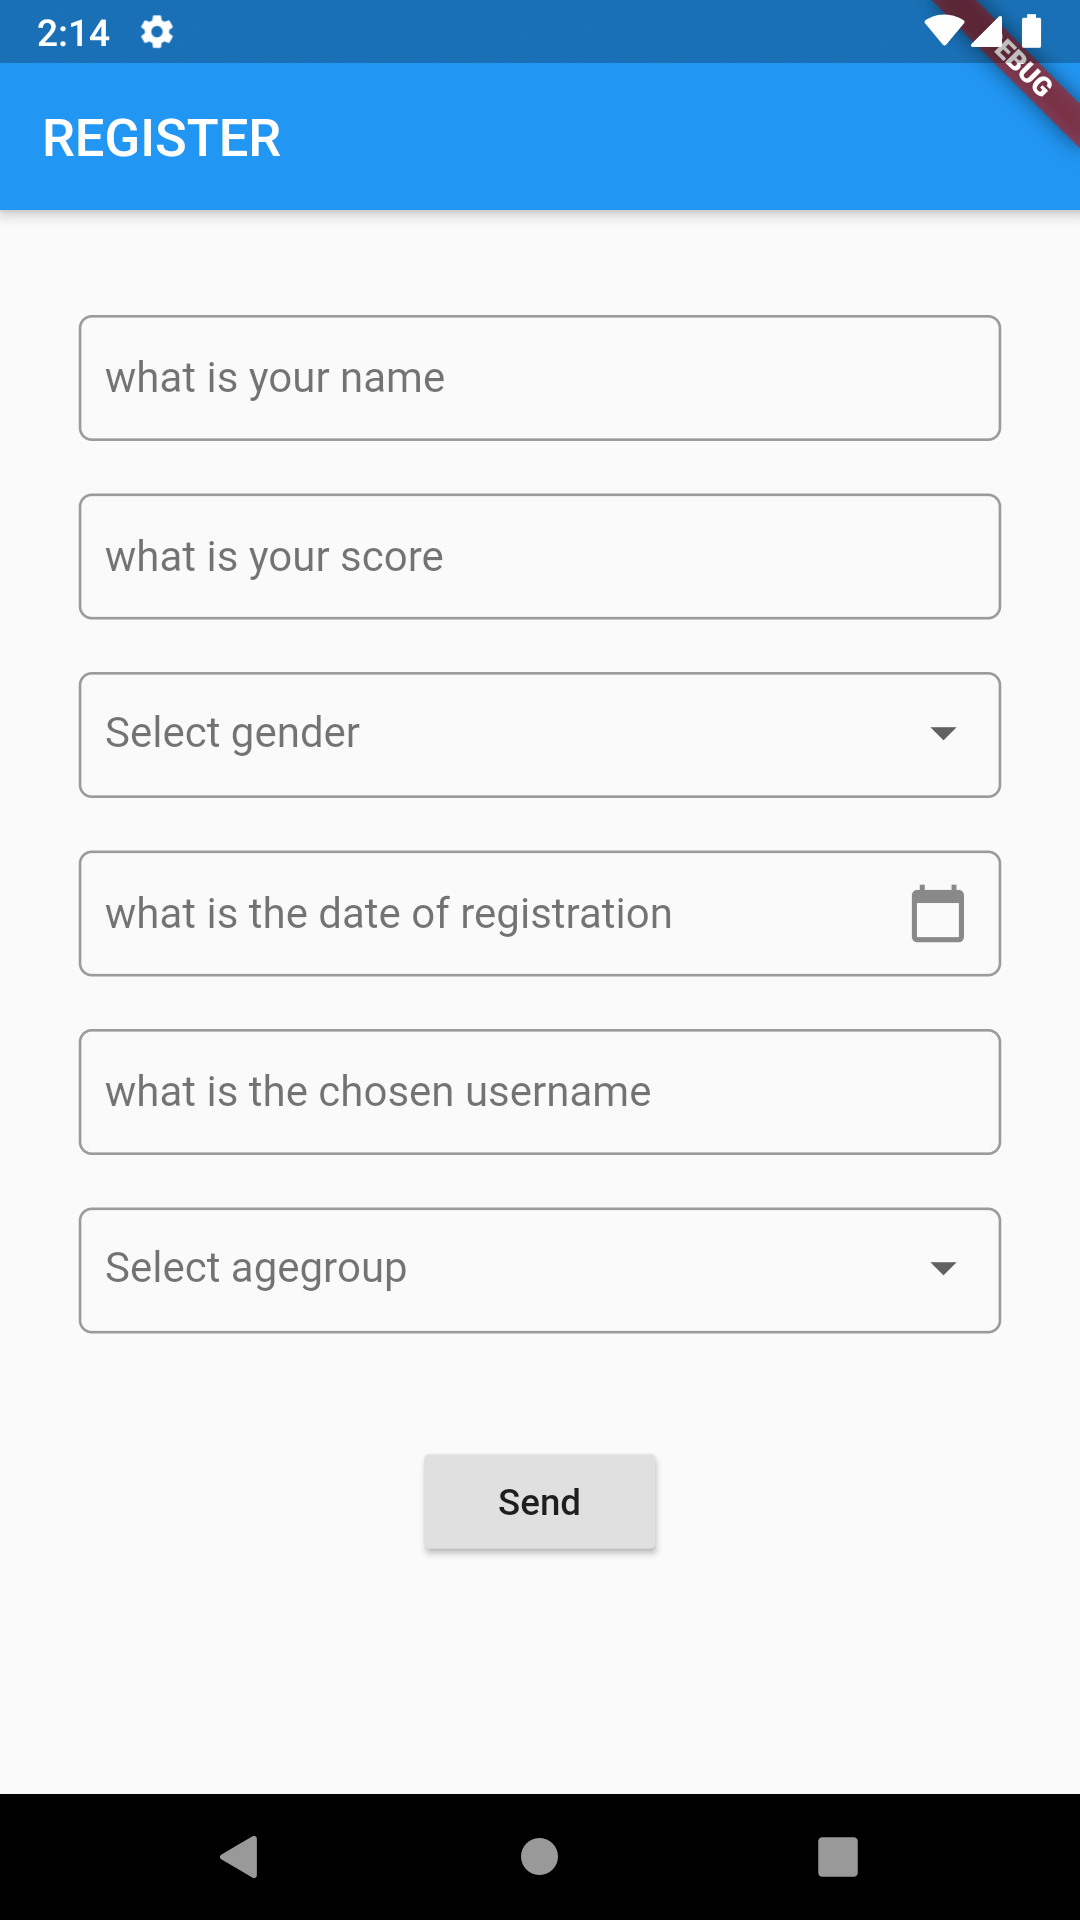 2:14
EBUG
REGISTER
what is your name
what is your score
Select gender
what is the date of registration
what is the chosen username
Select agegroup
Send